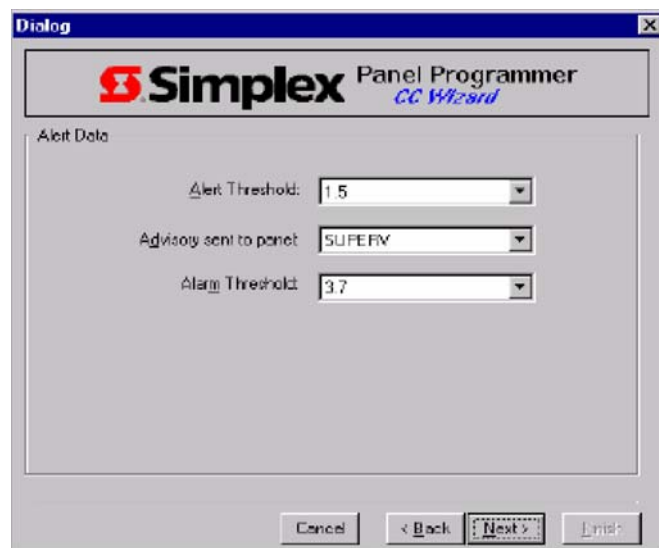 Dialog
Simplex Panel Programmer
CC Wizard
Alert Data
Alert Threshold: 1.5
Advisory sent to panel: SUPERV
Alarm Threshold: 3.7
Cancel < Back Next > Finish